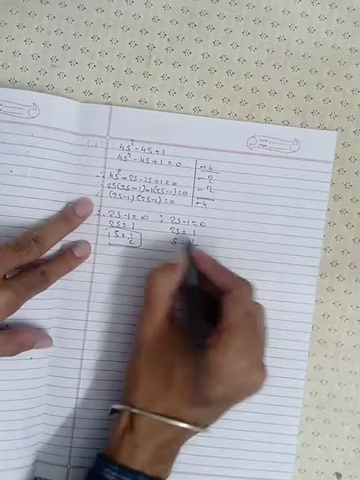 4s² - 4s + 1
4s² - 4s + 1 = 0
∴ 4s² - 2s - 2s + 1 = 0
∴ 2s(2s - 1) - 1(2s - 1) = 0
∴ (2s - 1) (2s - 1) = 0
-4
-2
-2
-4
∴ 2s - 1 = 0 ; 2s - 1 = 0
2s = 1 2s = 1
s = 1/2 s = 1/2